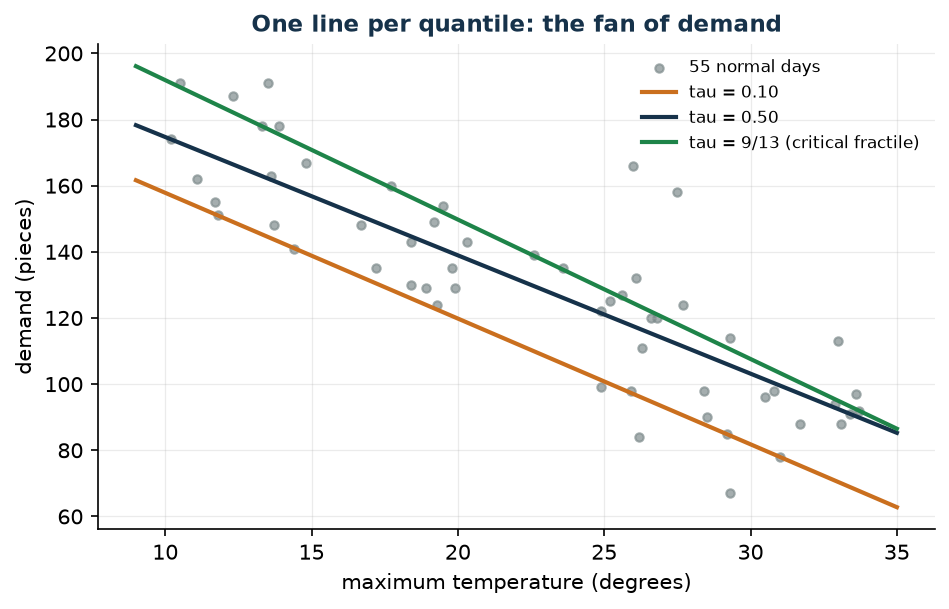 One line per quantile: the fan of demand
55 normal days
tau = 0.10
tau = 0.50
tau = 9/13 (critical fractile)
demand (pieces)
200
180
160
140
120
100
80
60
10 15 20 25 30 35
maximum temperature (degrees)